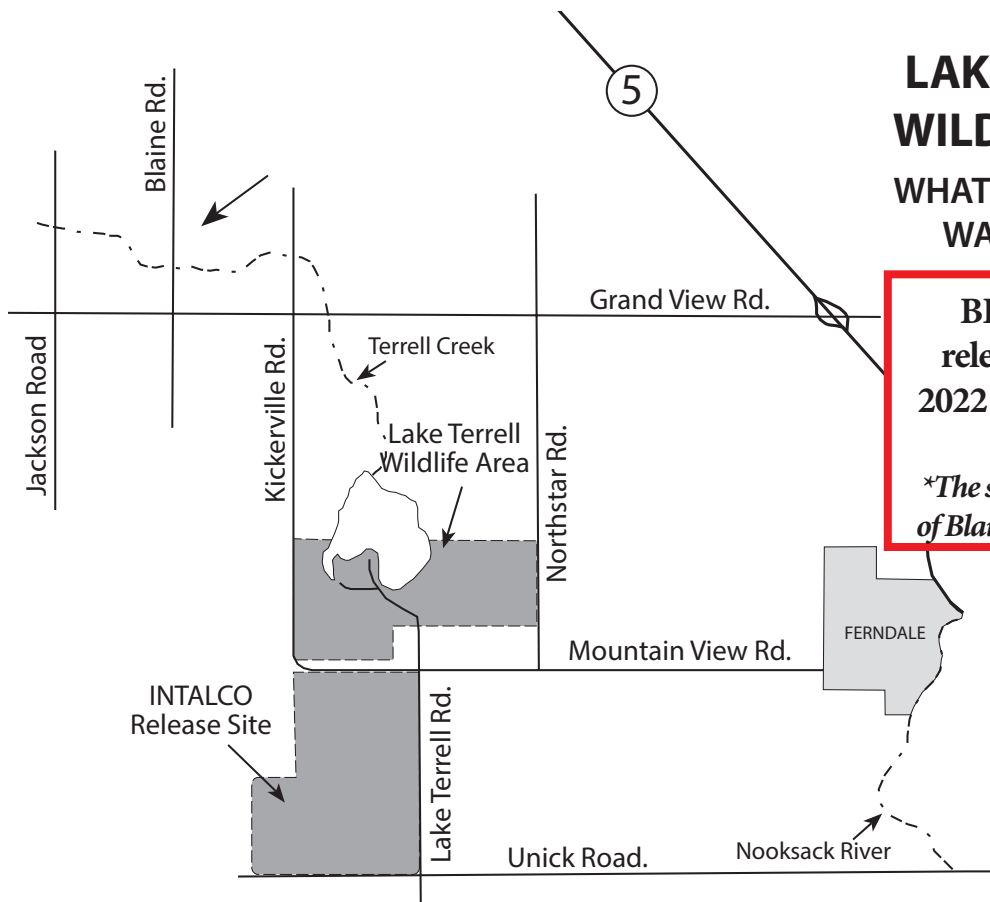 5
LAK
WILD
WHAT
WA
BI
rele
2022
*The s
of Blai
Blaine Rd.
Jackson Road
Kickerville Rd.
Grand View Rd.
Terrell Creek
Lake Terrell
Wildlife Area
Northstar Rd.
FERNDALE
Mountain View Rd.
INTALCO
Release Site
Lake Terrell Rd.
Unick Road.
Nooksack River